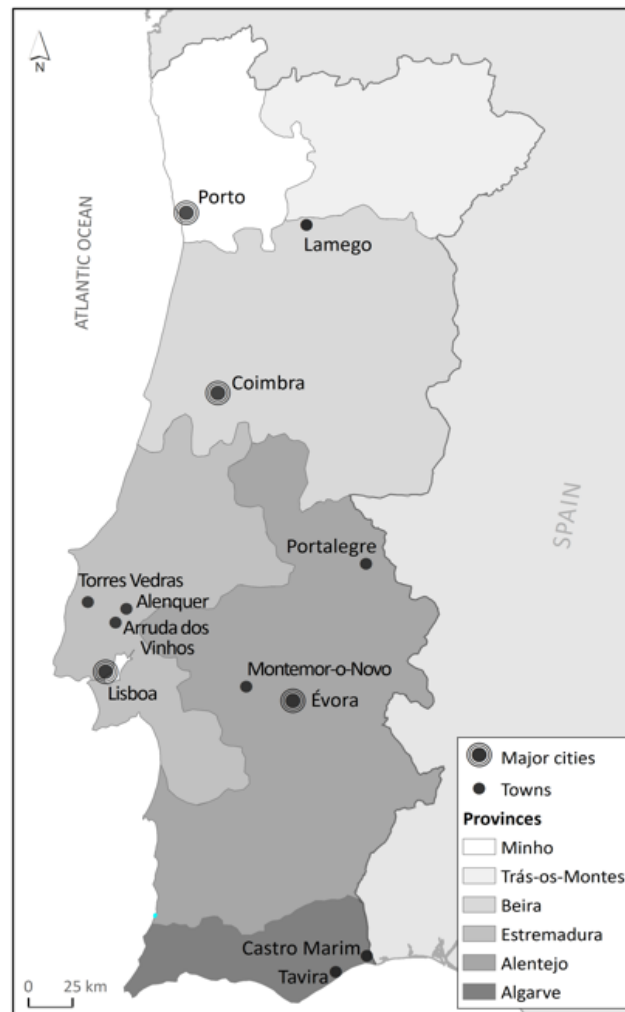 N
ATLANTIC OCEAN
Porto
Lamego
Coimbra
SPAIN
Portalegre
Torres Vedras
Alenquer
Arruda dos
Vinhos
Montemor-o-Novo
Lisboa
Évora
Castro Marim
Tavira
0 25 km
Major cities
Towns
Provinces
Minho
Trás-os-Montes
Beira
Estremadura
Alentejo
Algarve